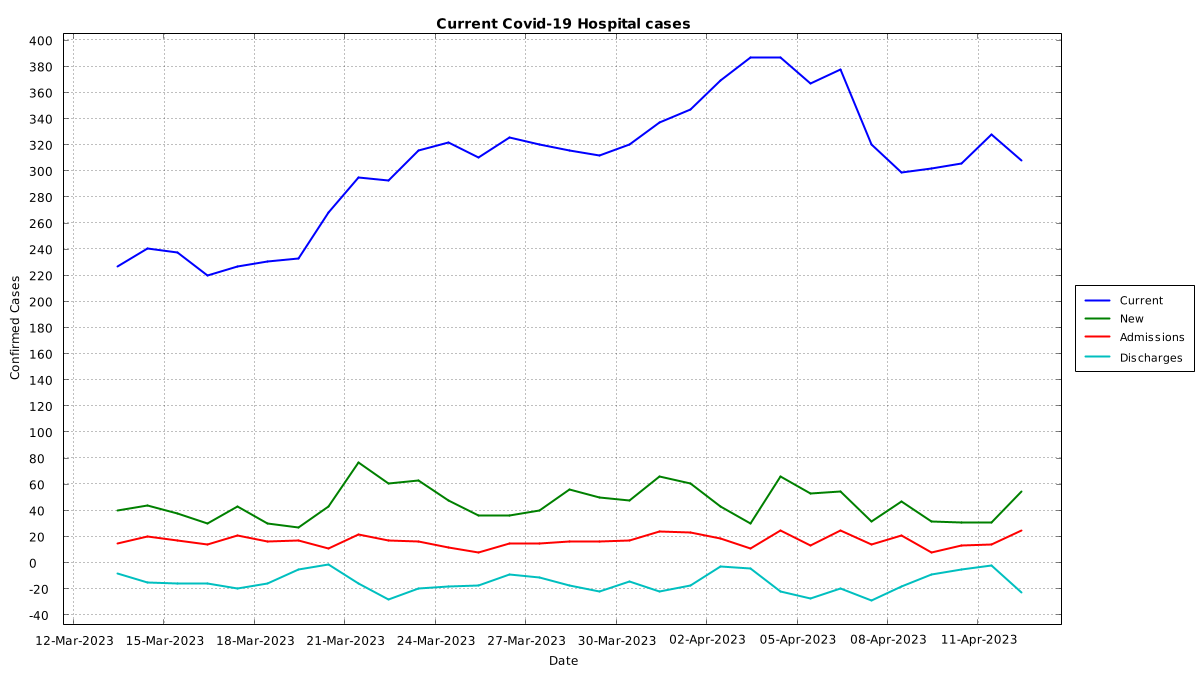 Current Covid-19 Hospital cases
400
380
360
340
320
300
280
260
240
220
200
180
160
140
120
100
80
60
40
20
0
-20
-40
Confirmed Cases
12-Mar-2023 15-Mar-2023 18-Mar-2023 21-Mar-2023 24-Mar-2023 27-Mar-2023 30-Mar-2023 02-Apr-2023 05-Apr-2023 08-Apr-2023 11-Apr-2023
Date
Current
New
Admissions
Discharges